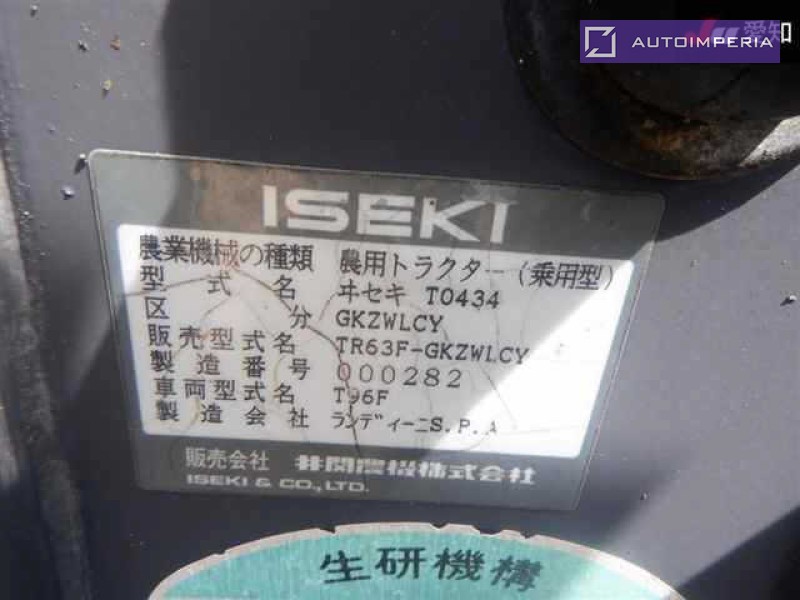 愛知
AUTOIMPERIA
ISEKI
農業機械の種類 農用トラクター(乗用型)
型式名 ヰセキ T0434
区分 GKZWLCY
販売型式名 TR63F-GKZWLCY
製造番号 000282
車両型式名 T96F
製造会社 ランディーニS.P.A
販売会社 井関農機株式会社
ISEKI & CO.,LTD.
生研機構